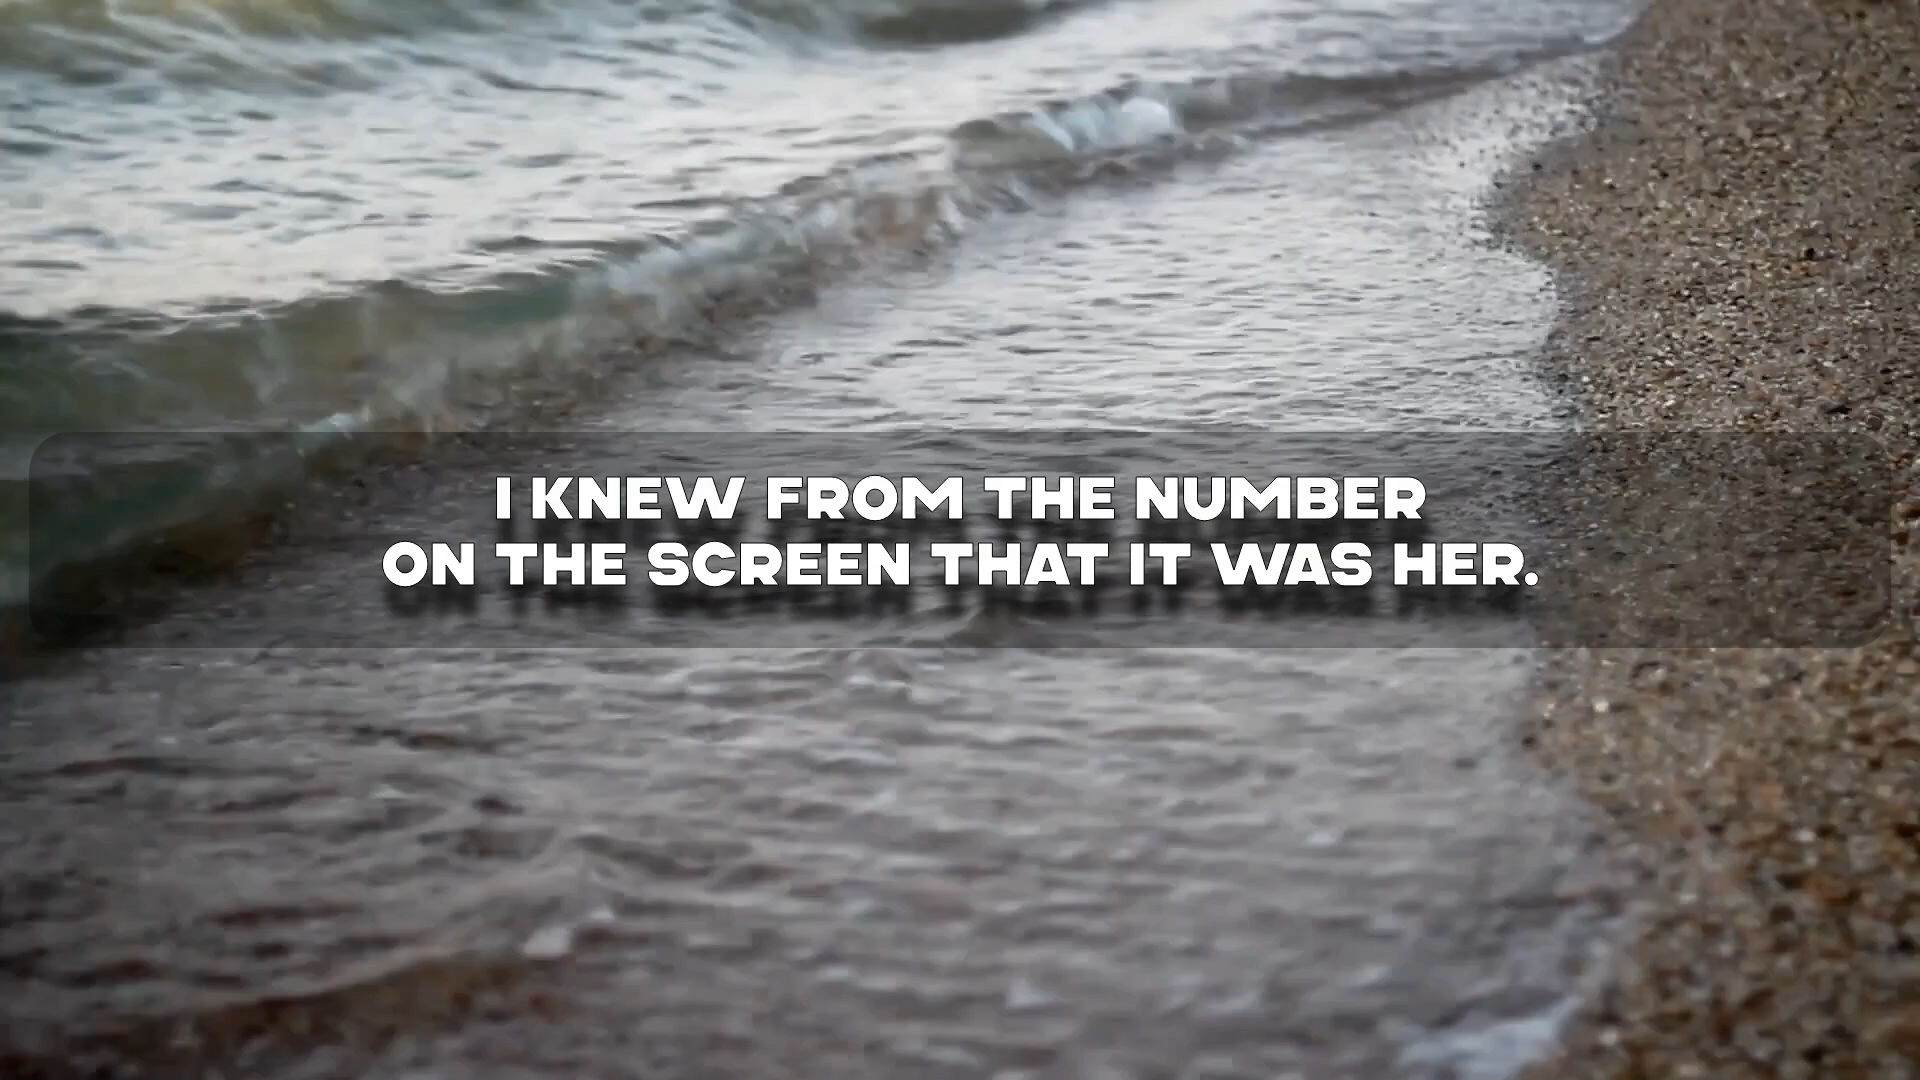 I KNEW FROM THE NUMBER
ON THE SCREEN THAT IT WAS HER.